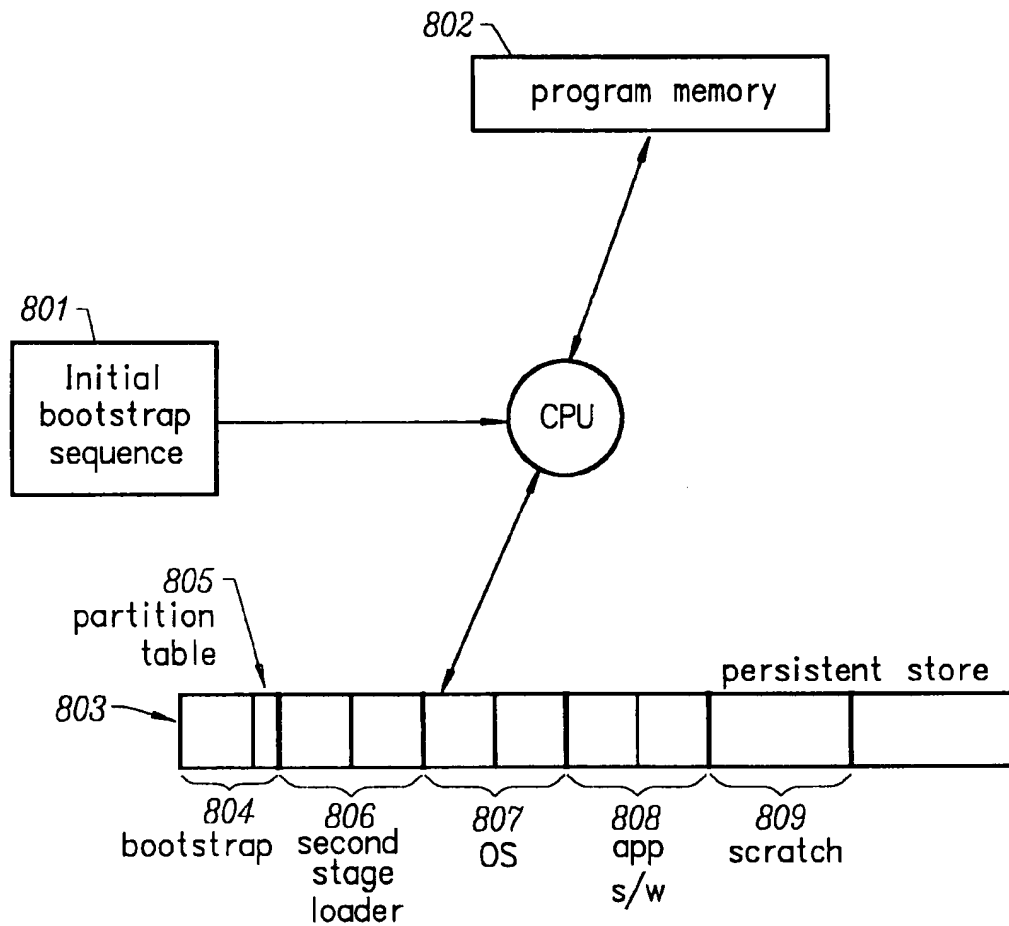 802
program memory
801
Initial
bootstrap
sequence
CPU
805
partition
table
persistent store
803
804
bootstrap
806
second
stage
loader
807
OS
808
app
s/w
809
scratch